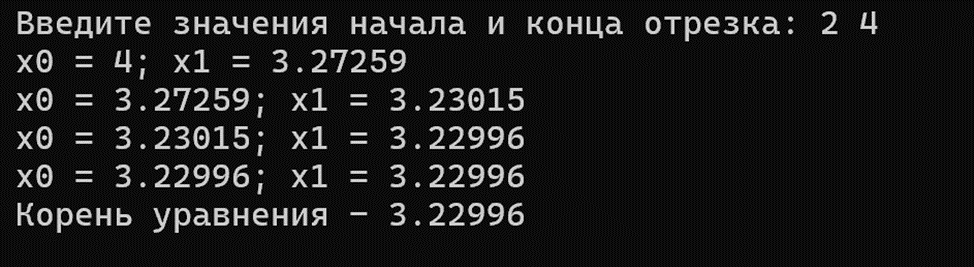 Введите значения начала и конца отрезка: 2 4
x0 = 4; x1 = 3.27259
x0 = 3.27259; x1 = 3.23015
x0 = 3.23015; x1 = 3.22996
x0 = 3.22996; x1 = 3.22996
Корень уравнения - 3.22996